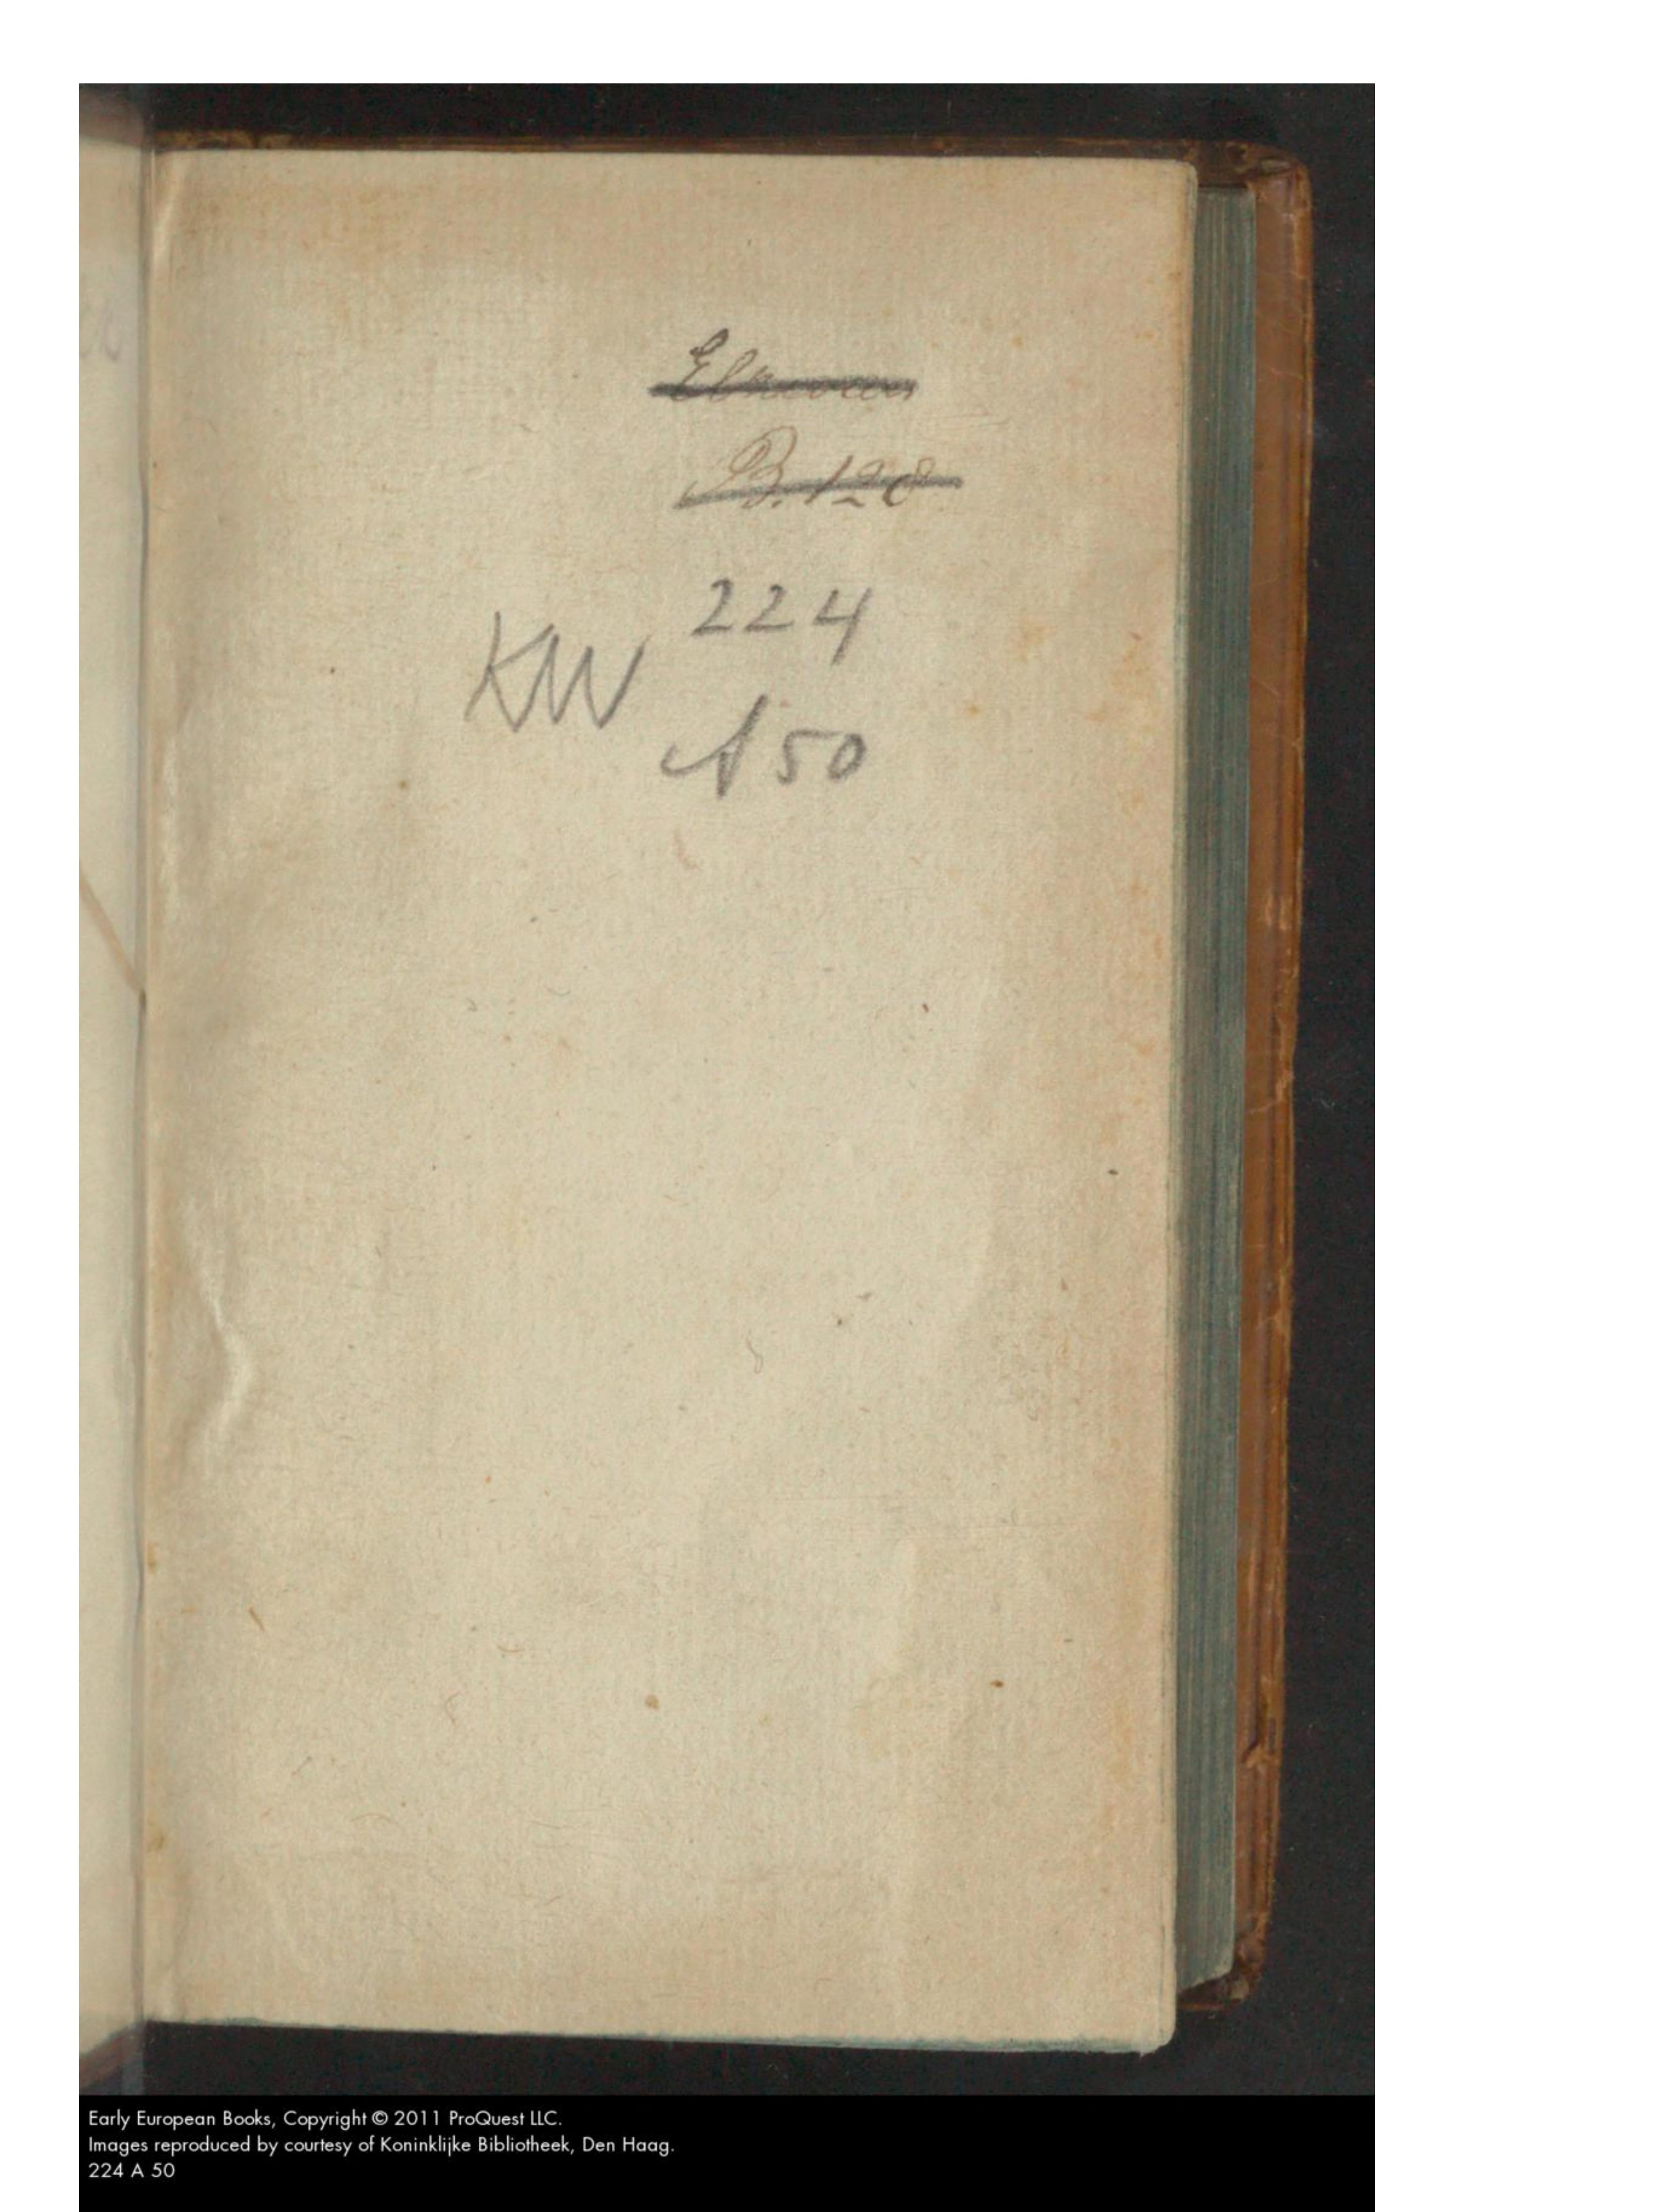 B. 128
224
KW
A 50
Early European Books, Copyright © 2011 ProQuest LLC.
Images reproduced by courtesy of Koninklijke Bibliotheek, Den Haag.
224 A 50